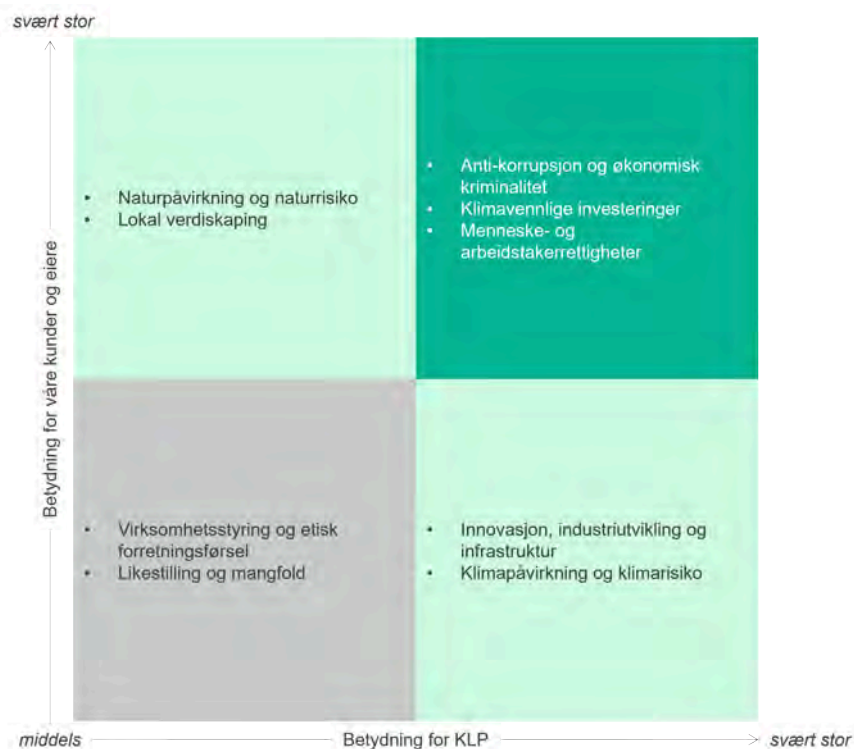 svært stor
Betydning for våre kunder og eiere
• Naturpåvirkning og naturrisiko
• Lokal verdiskaping
• Anti-korrupsjon og økonomisk
kriminalitet
• Klimavennlige investeringer
• Menneske- og
arbeidstakerrettigheter
• Virksomhetsstyring og etisk
forretningsførsel
• Likestilling og mangfold
• Innovasjon, industriutvikling og
infrastruktur
• Klimapåvirkning og klimarisiko
middels
Betydning for KLP
svært stor